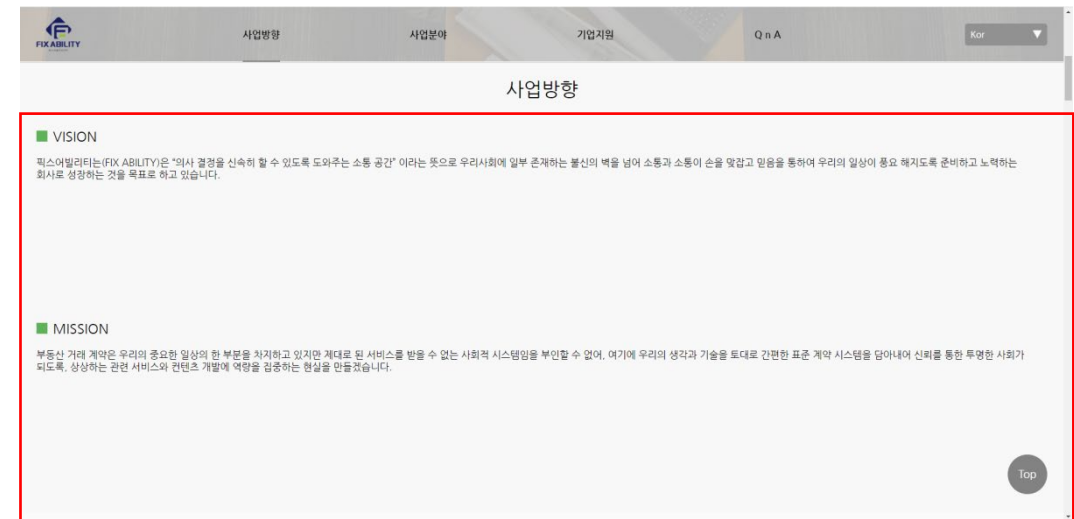 FIX ABILITY
사업방향
사업분야
기업지원
Q n A
Kor
사업방향
VISION
픽스어빌리티는(FIX ABILITY)은 "의사 결정을 신속히 할 수 있도록 도와주는 소통 공간" 이라는 뜻으로 우리사회에 일부 존재하는 불신의 벽을 넘어 소통과 소통이 손을 맞잡고 믿음을 통하여 우리의 일상이 풍요 해지도록 준비하고 노력하는
회사로 성장하는 것을 목표로 하고 있습니다.
MISSION
부동산 거래 계약은 우리의 중요한 일상의 한 부분을 차지하고 있지만 제대로 된 서비스를 받을 수 없는 사회적 시스템임을 부인할 수 없어, 여기에 우리의 생각과 기술을 토대로 간편한 표준 계약 시스템을 담아내어 신뢰를 통한 투명한 사회가
되도록, 상상하는 관련 서비스와 컨텐츠 개발에 역량을 집중하는 현실을 만들겠습니다.
Top